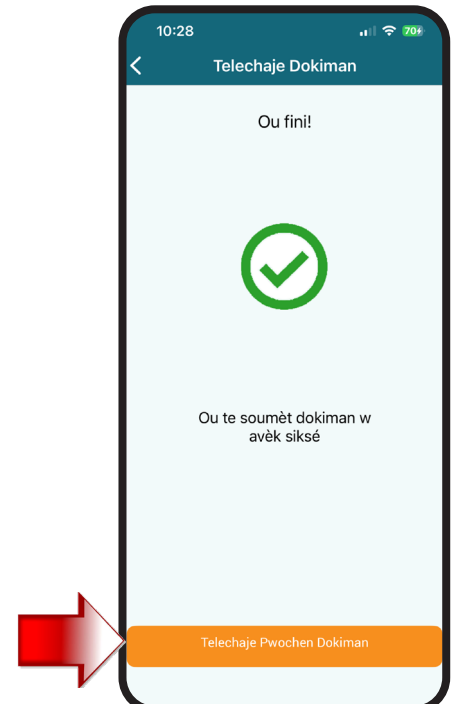 10:28
70
Telechaje Dokiman
Ou fini!
Ou te soumèt dokiman w
avèk siksé
Telechaje Pwochen Dokiman